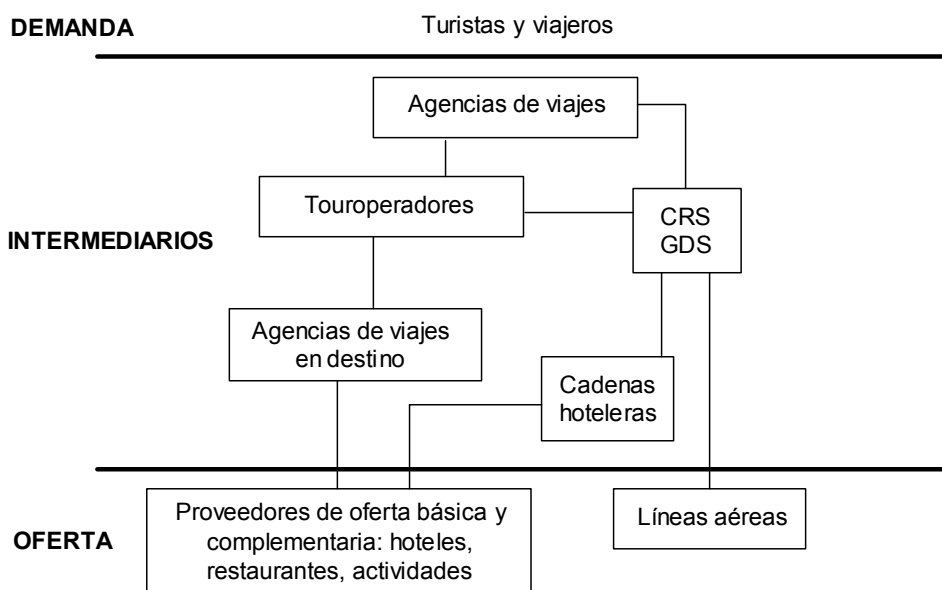 DEMANDA
Turistas y viajeros
Agencias de viajes
Touroperadores
CRS
GDS
INTERMEDIARIOS
Agencias de viajes
en destino
Cadenas
hoteleras
Proveedores de oferta básica y
complementaria: hoteles,
restaurantes, actividades
Líneas aéreas
OFERTA